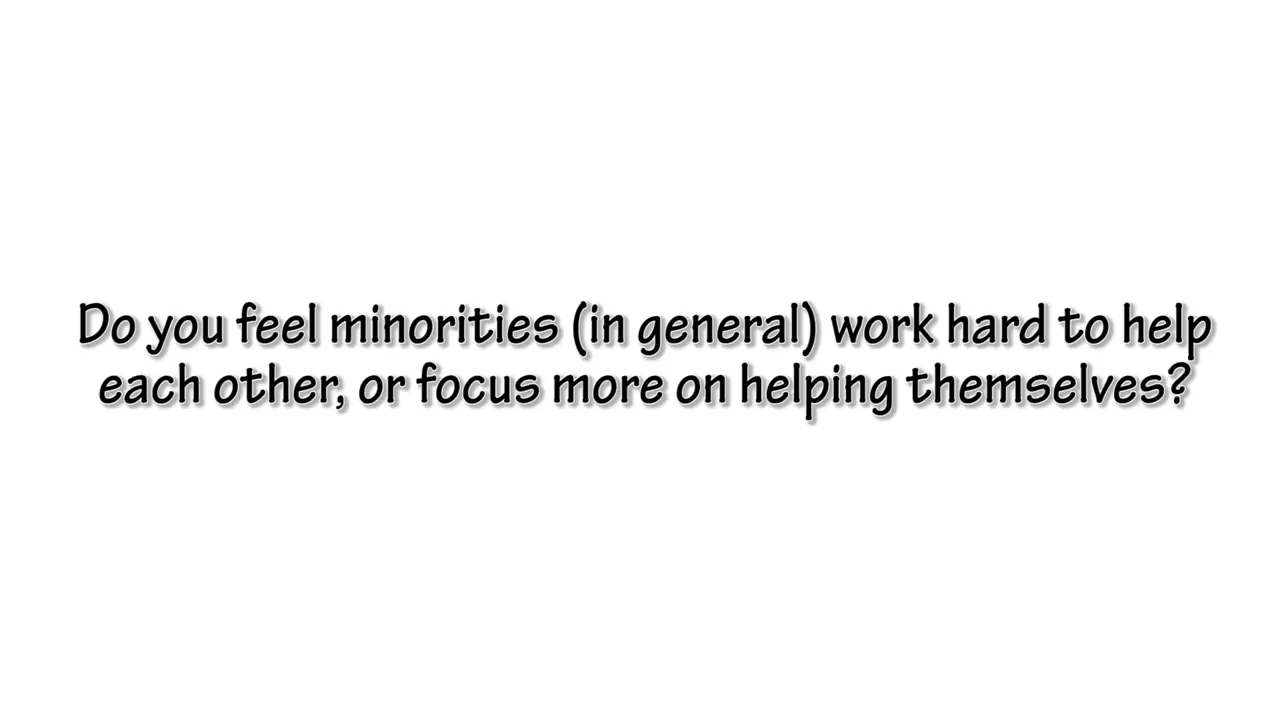 Do you feel minorities (in general) work hard to help
each other, or focus more on helping themselves?